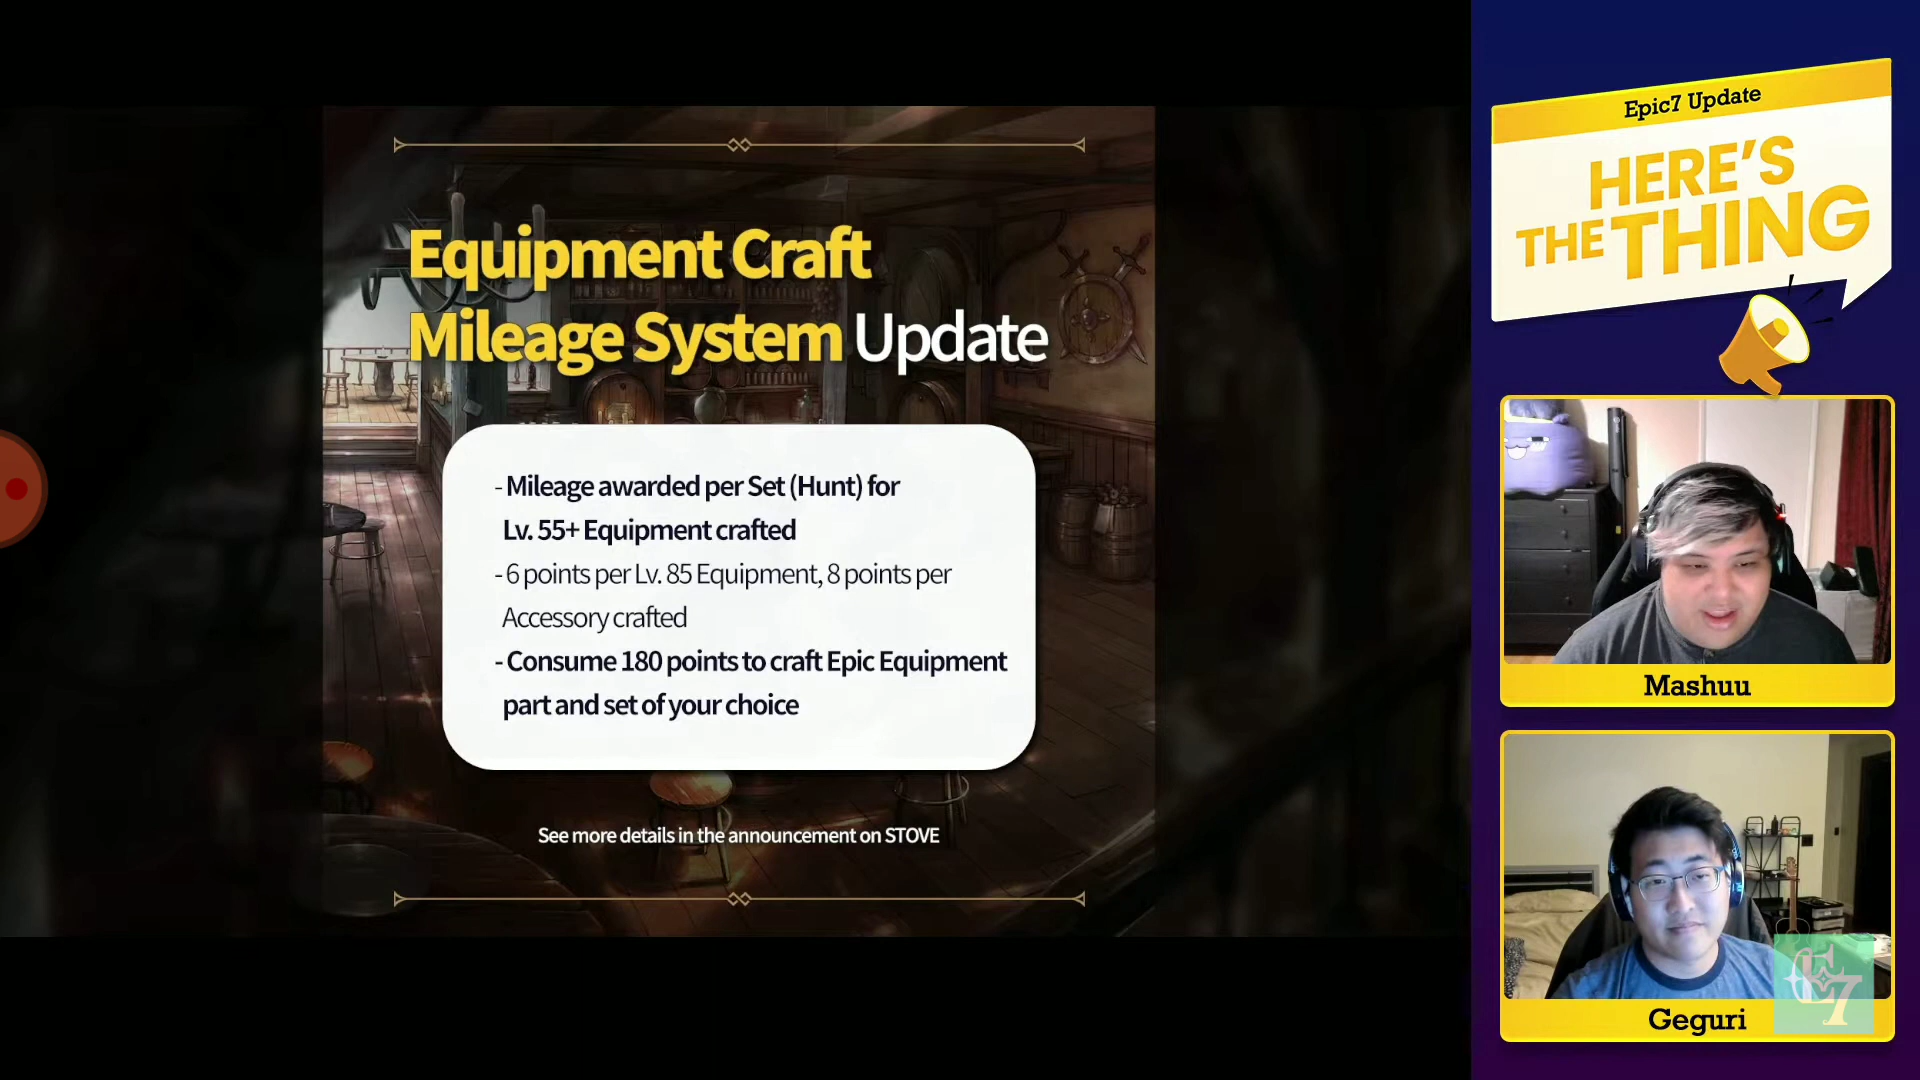 Equipment Craft
Mileage System Update
- Mileage awarded per Set (Hunt) for
Lv. 55+ Equipment crafted
- 6 points per Lv. 85 Equipment, 8 points per
Accessory crafted
- Consume 180 points to craft Epic Equipment
part and set of your choice
See more details in the announcement on STOVE
Epic7 Update
HERE'S
THE THING
Mashuu
Geguri
E7